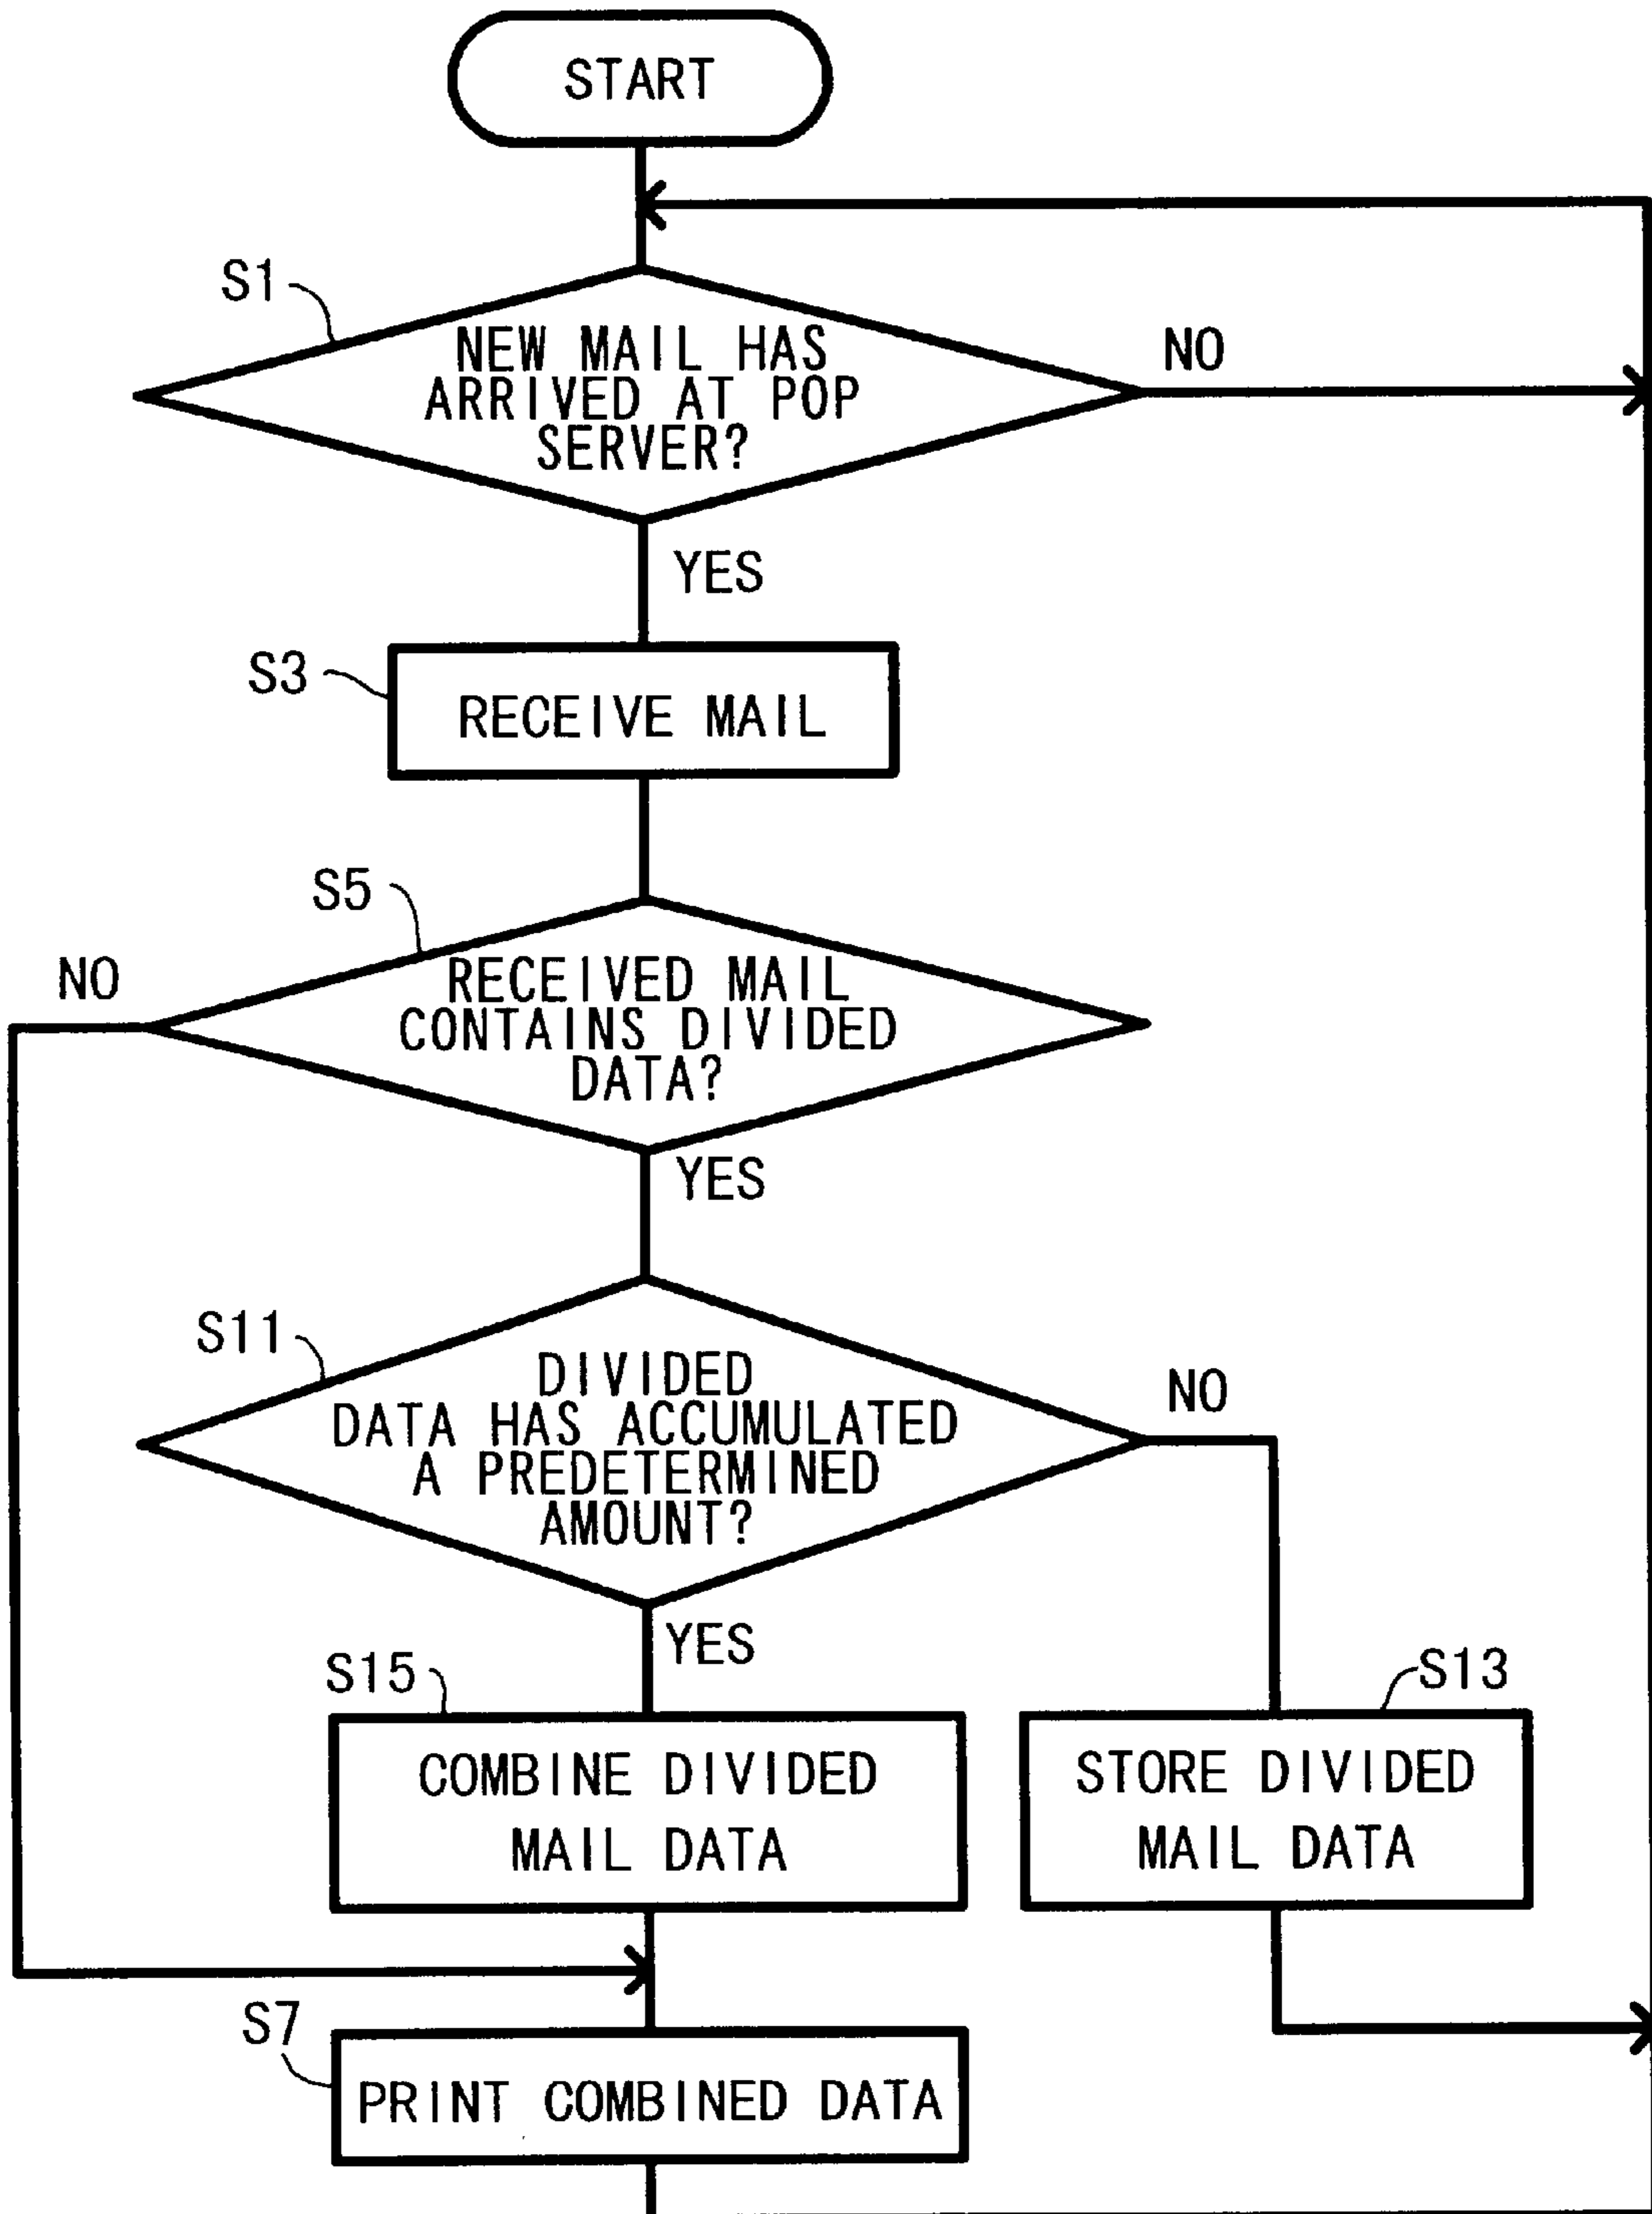 START
S1
NEW MAIL HAS
ARRIVED AT POP
SERVER?
NO
YES
S3
RECEIVE MAIL
S5
NO
RECEIVED MAIL
CONTAINS DIVIDED
DATA?
YES
S11
DIVIDED
DATA HAS ACCUMULATED
A PREDETERMINED
AMOUNT?
NO
YES
S15
COMBINE DIVIDED
MAIL DATA
S13
STORE DIVIDED
MAIL DATA
S7
PRINT COMBINED DATA